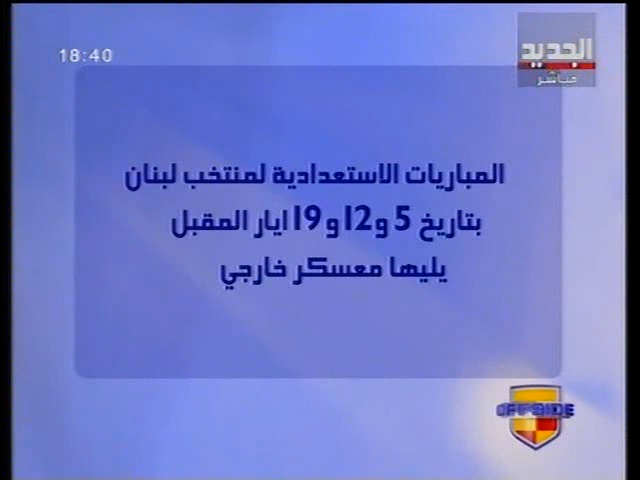 18:40
الجديد
مباشر
المباريات الاستعدادية لمنتخب لبنان
بتاريخ 5 و12 و19 ايار المقبل
يليها معسكر خارجي
OFFSIDE